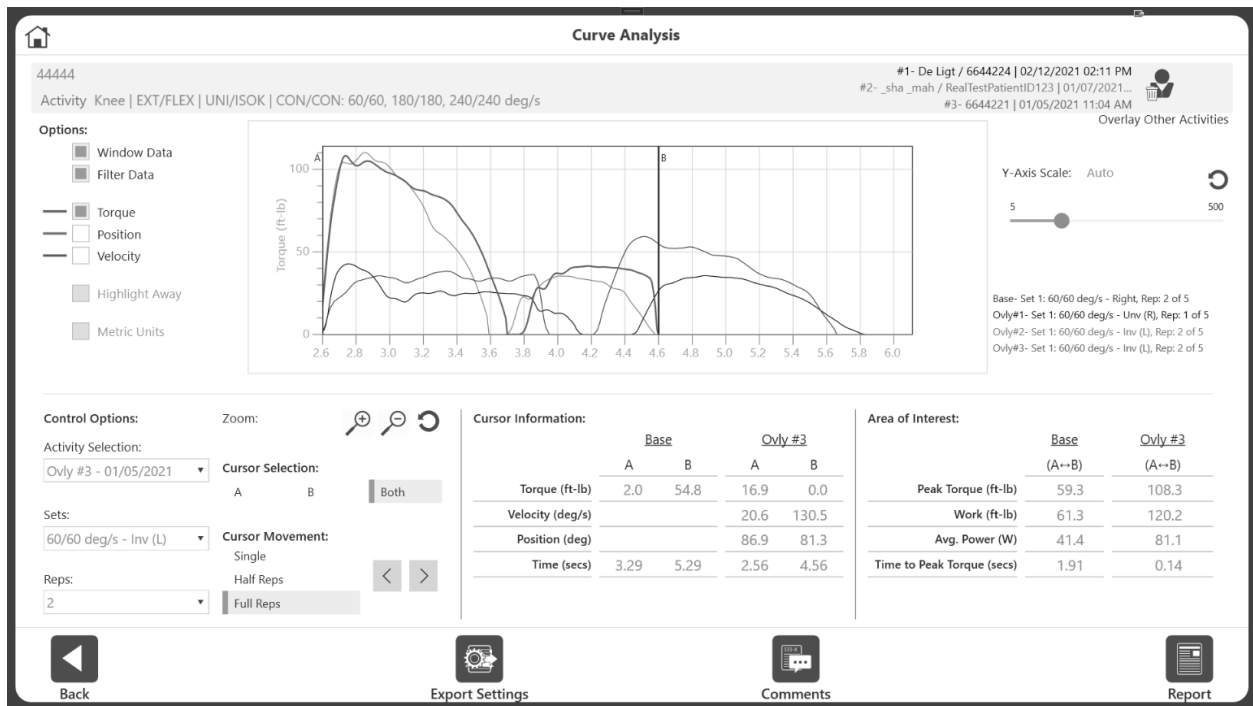 Curve Analysis
44444
Activity Knee | EXT/FLEX | UNI/ISOK | CON/CON: 60/60, 180/180, 240/240 deg/s
#1- De Ligt / 6644224 | 02/12/2021 02:11 PM
#2- _sha _mah / RealTestPatientID123 | 01/07/2021...
#3- 6644221 | 01/05/2021 11:04 AM
Overlay Other Activities
Options:
Window Data
Filter Data
Torque
Position
Velocity
Highlight Away
Metric Units
Torque (ft-lb)
100
50
0
A
B
2.6 2.8 3.0 3.2 3.4 3.6 3.8 4.0 4.2 4.4 4.6 4.8 5.0 5.2 5.4 5.6 5.8 6.0
Y-Axis Scale: Auto
5 500
Base- Set 1: 60/60 deg/s - Right, Rep: 2 of 5
Ovly#1- Set 1: 60/60 deg/s - Unv (R), Rep: 1 of 5
Ovly#2- Set 1: 60/60 deg/s - Inv (L), Rep: 2 of 5
Ovly#3- Set 1: 60/60 deg/s - Inv (L), Rep: 2 of 5
Control Options:
Activity Selection:
Ovly #3 - 01/05/2021
Sets:
60/60 deg/s - Inv (L)
Reps:
2
Zoom:
Cursor Selection:
A B Both
Cursor Movement:
Single
Half Reps
Full Reps
< >
Cursor Information:
Base Ovly #3
A B A B
Torque (ft-lb) 2.0 54.8 16.9 0.0
Velocity (deg/s) 20.6 130.5
Position (deg) 86.9 81.3
Time (secs) 3.29 5.29 2.56 4.56
Area of Interest:
Base Ovly #3
(A↔B) (A↔B)
Peak Torque (ft-lb) 59.3 108.3
Work (ft-lb) 61.3 120.2
Avg. Power (W) 41.4 81.1
Time to Peak Torque (secs) 1.91 0.14
Back
Export Settings
Comments
Report